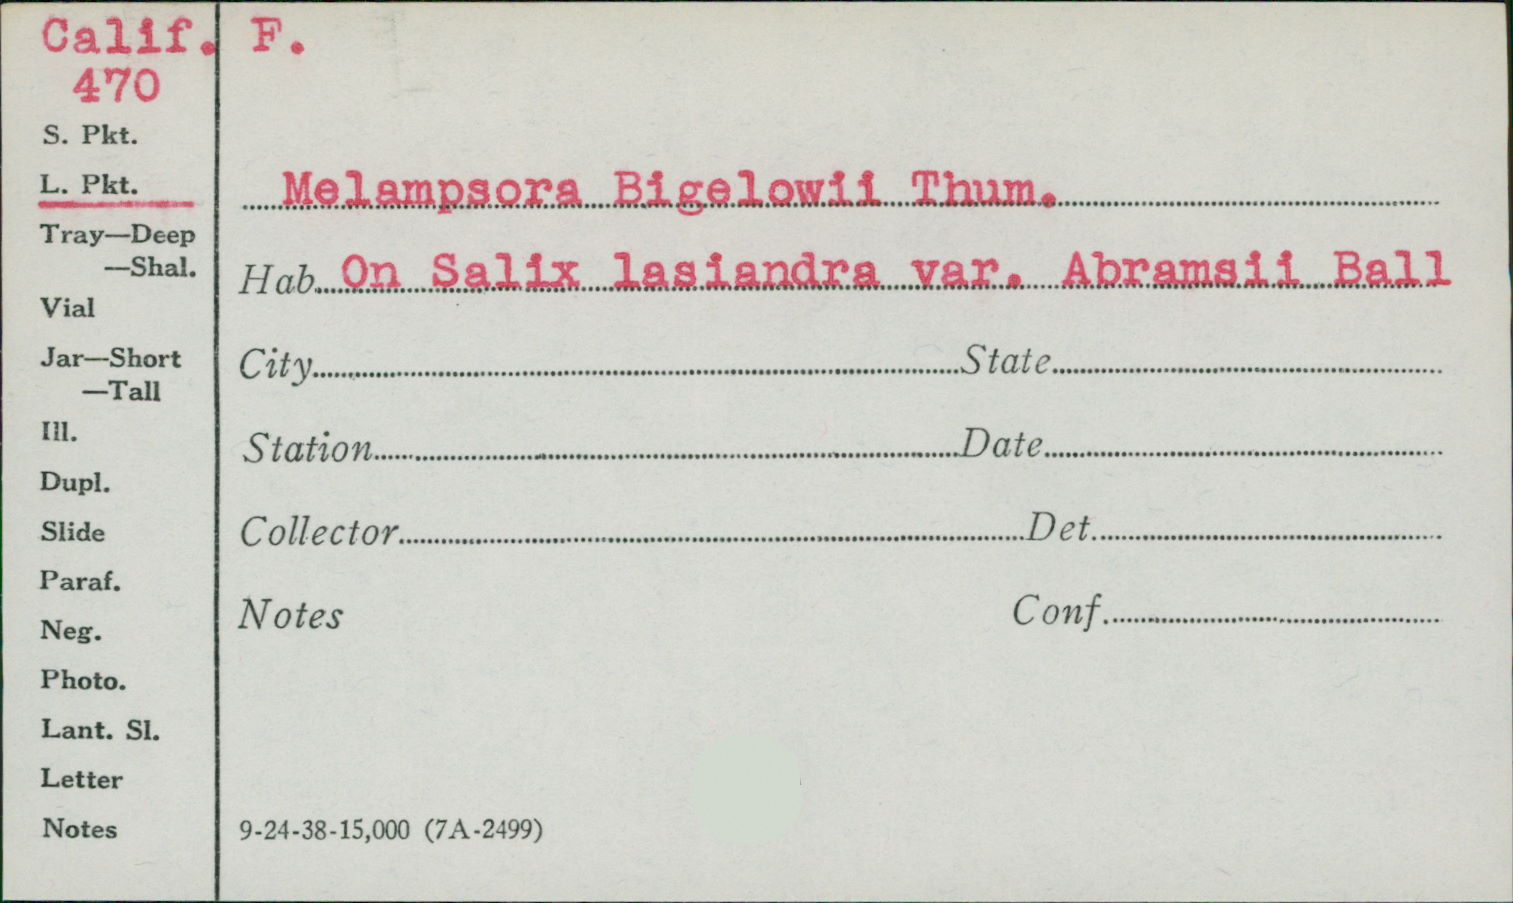 Calif. F.
470
S. Pkt.
L. Pkt.
Tray—Deep
—Shal.
Vial
Jar—Short
—Tall
Ill.
Dupl.
Slide
Paraf.
Neg.
Photo.
Lant. Sl.
Letter
Notes
Melampsora Bigelowii Thum.
Hab. On Salix lasiandra var. Abramsii Ball
City State
Station Date
Collector Det.
Notes Conf.
9-24-38-15,000 (7A-2499)